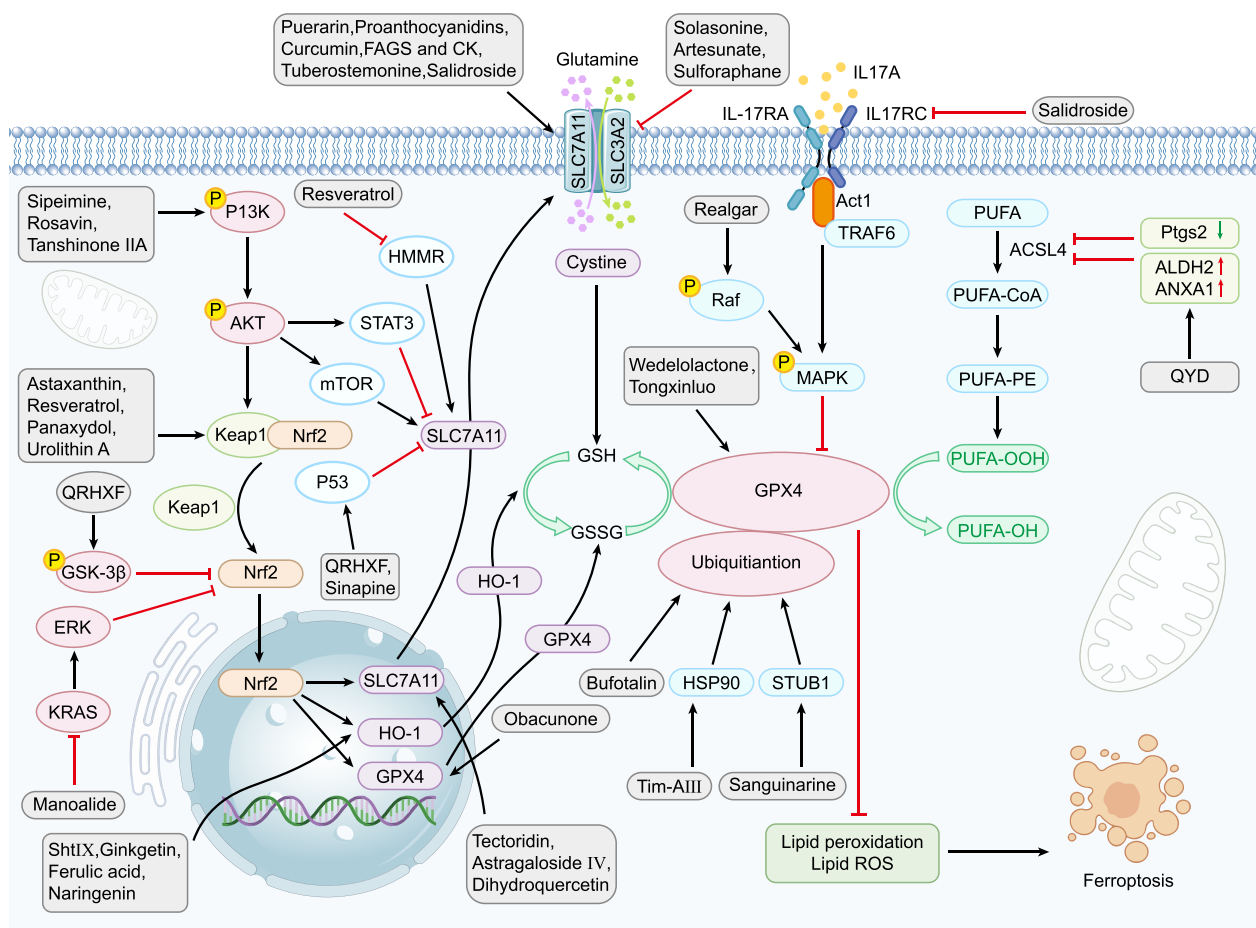 Puerarin,Proanthocyanidins,
Curcumin,FAGS and CK,
Tuberostemonine,Salidroside
Glutamine
Solasonine,
Artesunate,
Sulforaphane
IL17A
IL-17RA
IL17RC
Salidroside
SLC7A11
SLC3A2
Sipeimine,
Rosavin,
Tanshinone IIA
P
P13K
Resveratrol
HMMR
Cystine
Realgar
Act1
TRAF6
PUFA
ACSL4
Ptgs2
ALDH2
ANXA1
P
AKT
STAT3
mTOR
P
Raf
PUFA-CoA
Wedelolactone,
Tongxinluo
P
MAPK
PUFA-PE
QYD
Astaxanthin,
Resveratrol,
Panaxydol,
Urolithin A
Keap1
Nrf2
SLC7A11
GSH
GSSG
GPX4
PUFA-OOH
PUFA-OH
QRHXF
Keap1
P53
P
GSK-3β
Nrf2
QRHXF,
Sinapine
HO-1
Ubiquitiantion
ERK
GPX4
KRAS
Nrf2
SLC7A11
HO-1
GPX4
Obacunone
Bufotalin
HSP90
STUB1
Manoalide
Tim-AIII
Sanguinarine
ShtIX,Ginkgetin,
Ferulic acid,
Naringenin
Tectoridin,
Astragaloside IV,
Dihydroquercetin
Lipid peroxidation
Lipid ROS
Ferroptosis